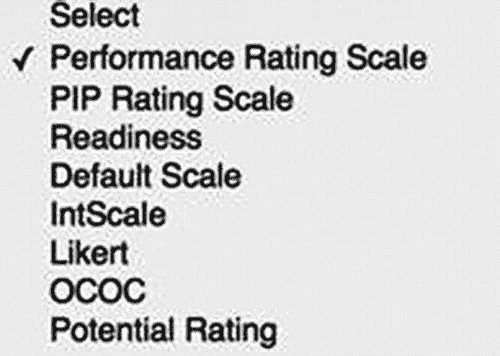 Select
✓ Performance Rating Scale
PIP Rating Scale
Readiness
Default Scale
IntScale
Likert
OCOC
Potential Rating